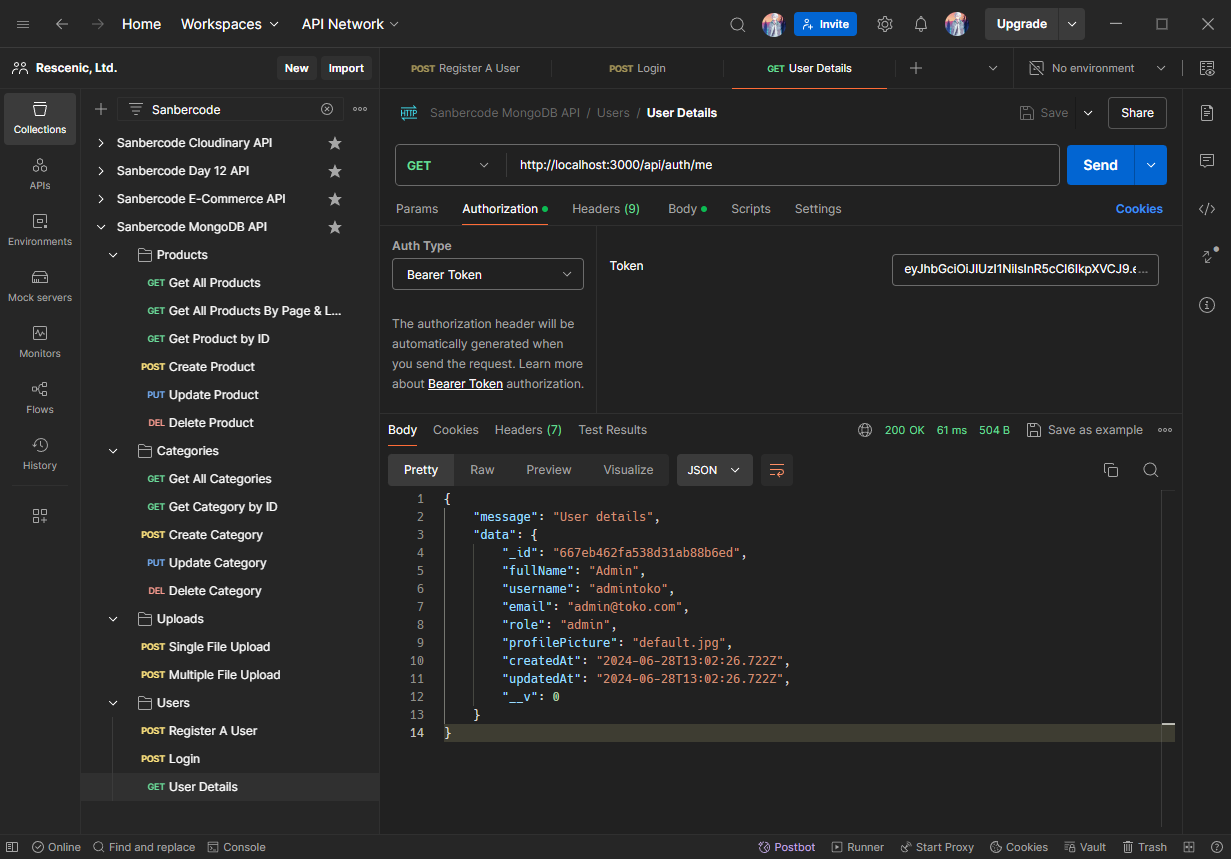 Home Workspaces API Network Invite Upgrade
Rescenic, Ltd. New Import POST Register A User POST Login GET User Details No environment
Sanbercode
Collections
APIs
Environments
Mock servers
Monitors
Flows
History
Sanbercode Cloudinary API
Sanbercode Day 12 API
Sanbercode E-Commerce API
Sanbercode MongoDB API
Products
GET Get All Products
GET Get All Products By Page & L...
GET Get Product by ID
POST Create Product
PUT Update Product
DEL Delete Product
Categories
GET Get All Categories
GET Get Category by ID
POST Create Category
PUT Update Category
DEL Delete Category
Uploads
POST Single File Upload
POST Multiple File Upload
Users
POST Register A User
POST Login
GET User Details
HTTP Sanbercode MongoDB API / Users / User Details Save Share
GET http://localhost:3000/api/auth/me Send
Params Authorization Headers (9) Body Scripts Settings Cookies
Auth Type
Bearer Token
The authorization header will be
automatically generated when
you send the request. Learn more
about Bearer Token authorization.
Token eyJhbGciOiJIUzI1NiIsInR5cCI6IkpXVCJ9.e...
Body Cookies Headers (7) Test Results 200 OK 61 ms 504 B Save as example
Pretty Raw Preview Visualize JSON
1 {
2 "message": "User details",
3 "data": {
4 "_id": "667eb462fa538d31ab88b6ed",
5 "fullName": "Admin",
6 "username": "admintoko",
7 "email": "admin@toko.com",
8 "role": "admin",
9 "profilePicture": "default.jpg",
10 "createdAt": "2024-06-28T13:02:26.722Z",
11 "updatedAt": "2024-06-28T13:02:26.722Z",
12 "__v": 0
13 }
14 }
Online Find and replace Console Postbot Runner Start Proxy Cookies Vault Trash